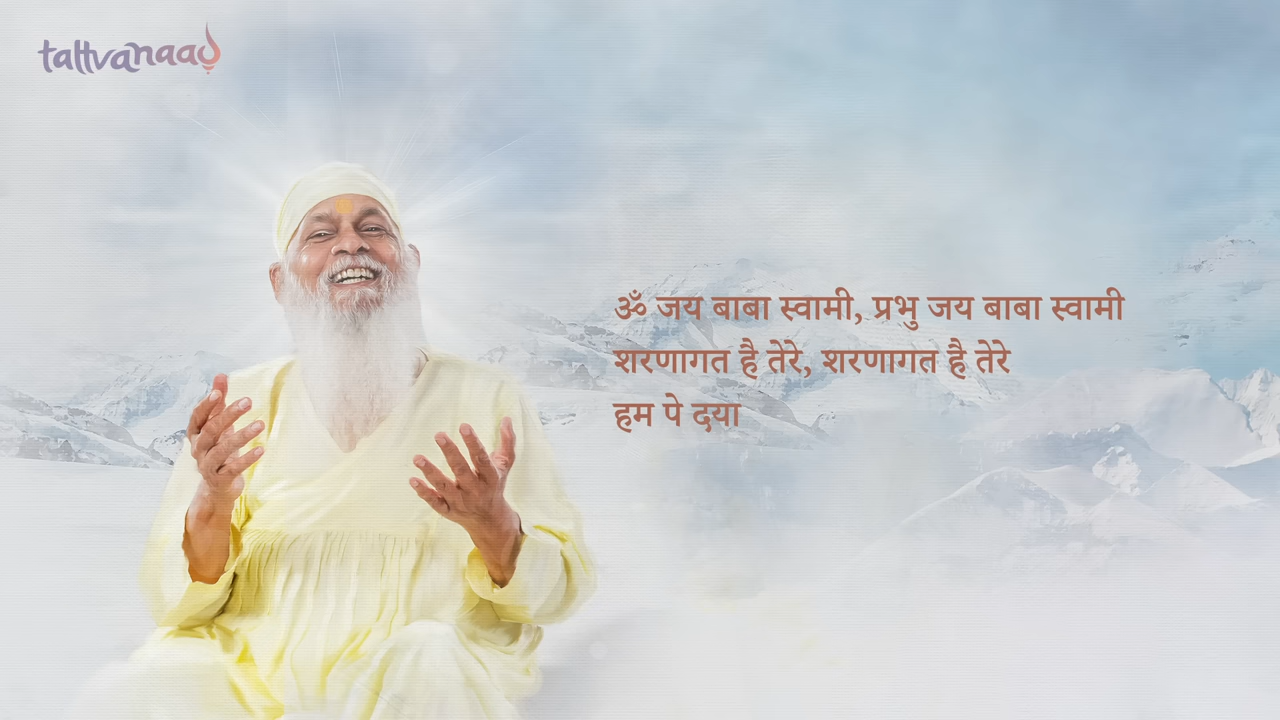 tattvanaad
ॐ जय बाबा स्वामी, प्रभु जय बाबा स्वामी
शरणागत है तेरे, शरणागत है तेरे
हम पे दया